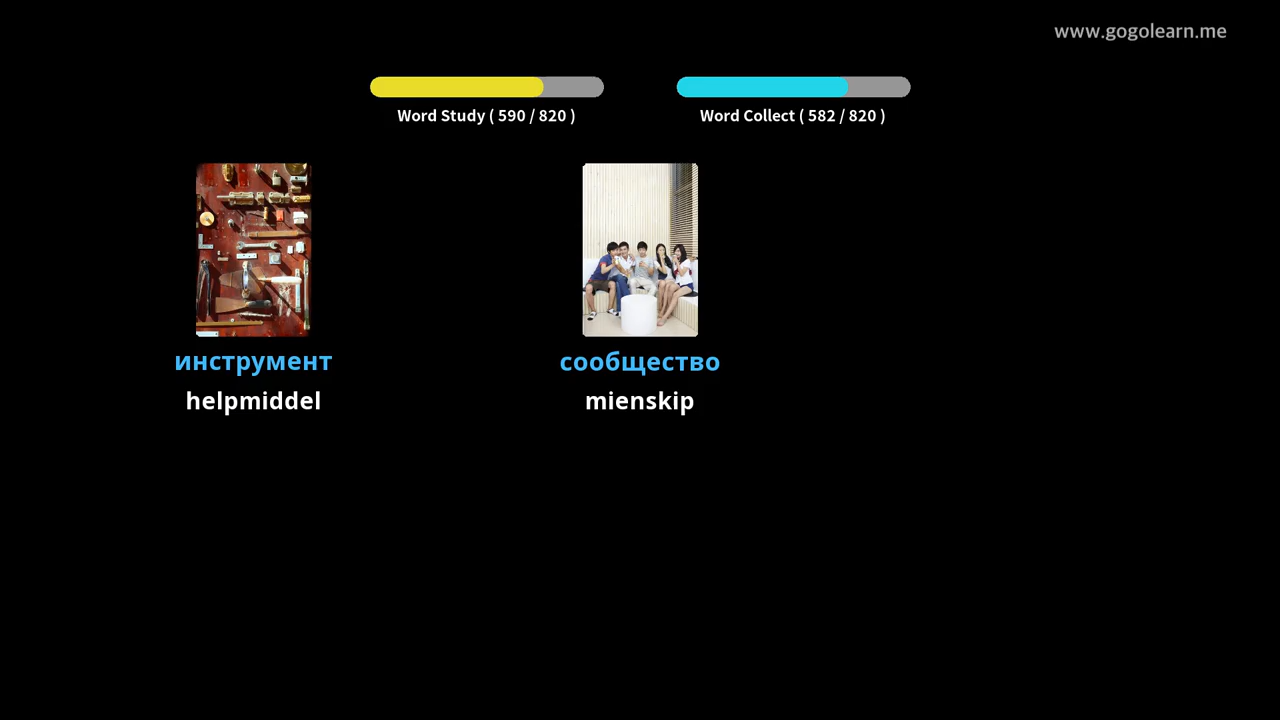 www.gogolearn.me
Word Study ( 590 / 820 )
Word Collect ( 582 / 820 )
инструмент
helpmiddel
сообщество
mienskip